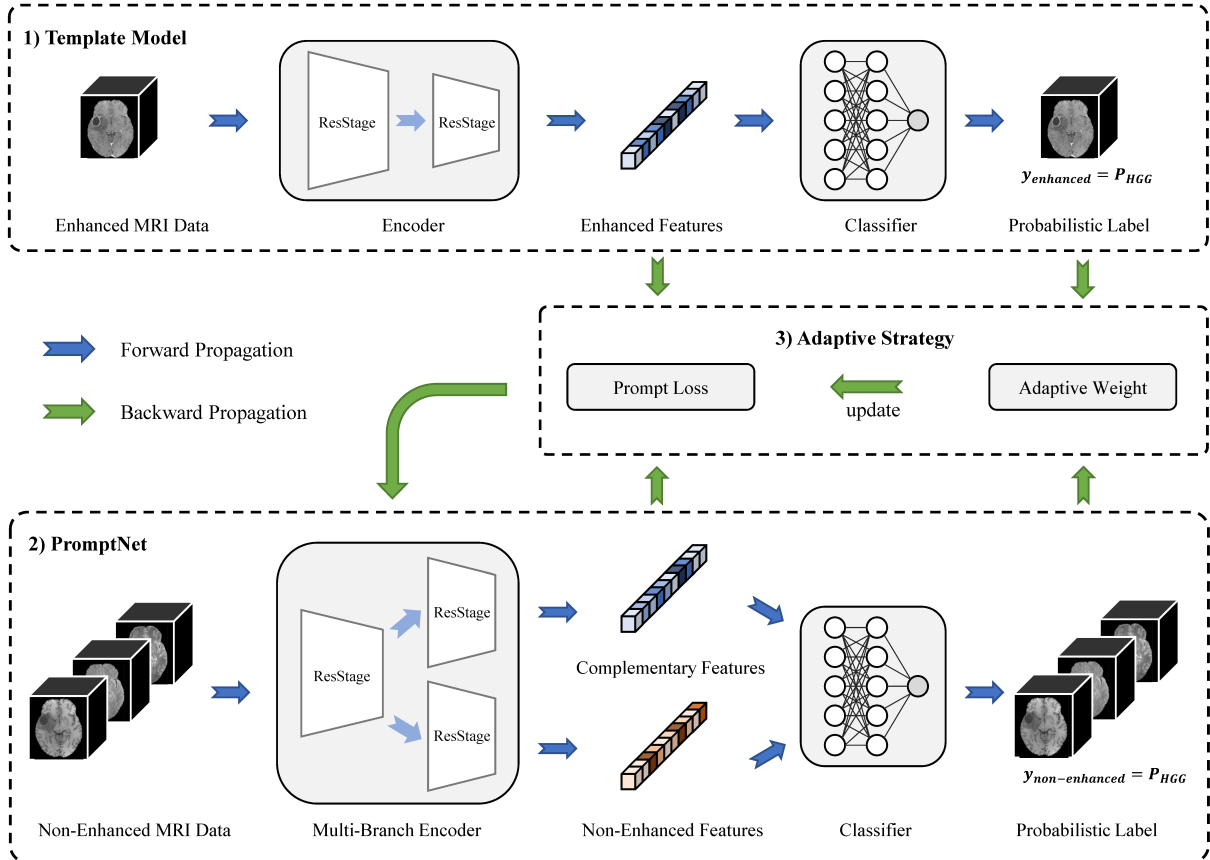 1) Template Model
ResStage
ResStage
Enhanced MRI Data
Encoder
Enhanced Features
Classifier
y_enhanced = P_HGG
Probabilistic Label
Forward Propagation
Backward Propagation
3) Adaptive Strategy
Prompt Loss
update
Adaptive Weight
2) PromptNet
ResStage
ResStage
ResStage
Complementary Features
Non-Enhanced MRI Data
Multi-Branch Encoder
Non-Enhanced Features
Classifier
y_non-enhanced = P_HGG
Probabilistic Label